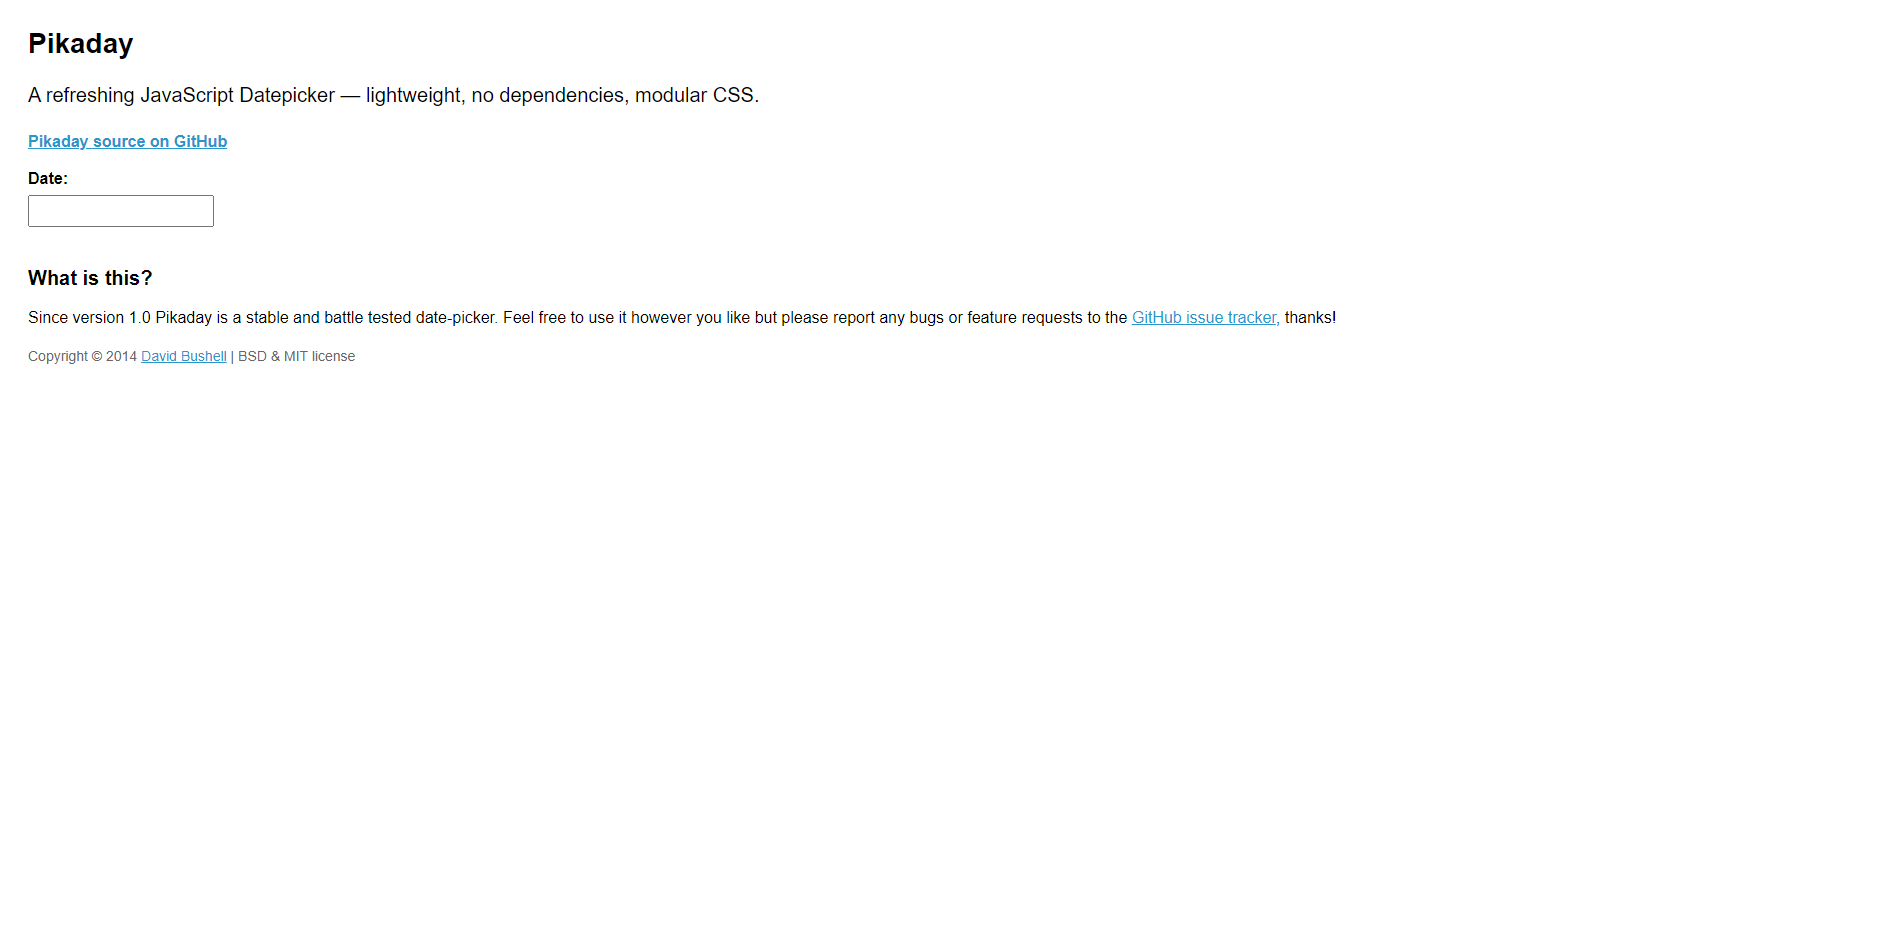 Pikaday
A refreshing JavaScript Datepicker — lightweight, no dependencies, modular CSS.
Pikaday source on GitHub
Date:
What is this?
Since version 1.0 Pikaday is a stable and battle tested date-picker. Feel free to use it however you like but please report any bugs or feature requests to the GitHub issue tracker, thanks!
Copyright © 2014 David Bushell | BSD & MIT license